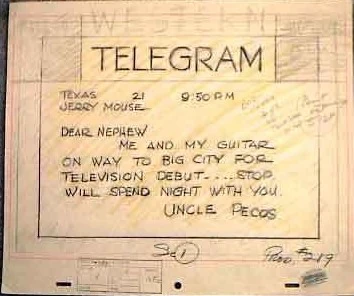 WESTERN
TELEGRAM
TEXAS 21 9:50 PM
JERRY MOUSE
DEAR NEPHEW
ME AND MY GUITAR
ON WAY TO BIG CITY FOR
TELEVISION DEBUT....STOP
WILL SPEND NIGHT WITH YOU.
UNCLE PECOS
Sc 1
Prod. #219